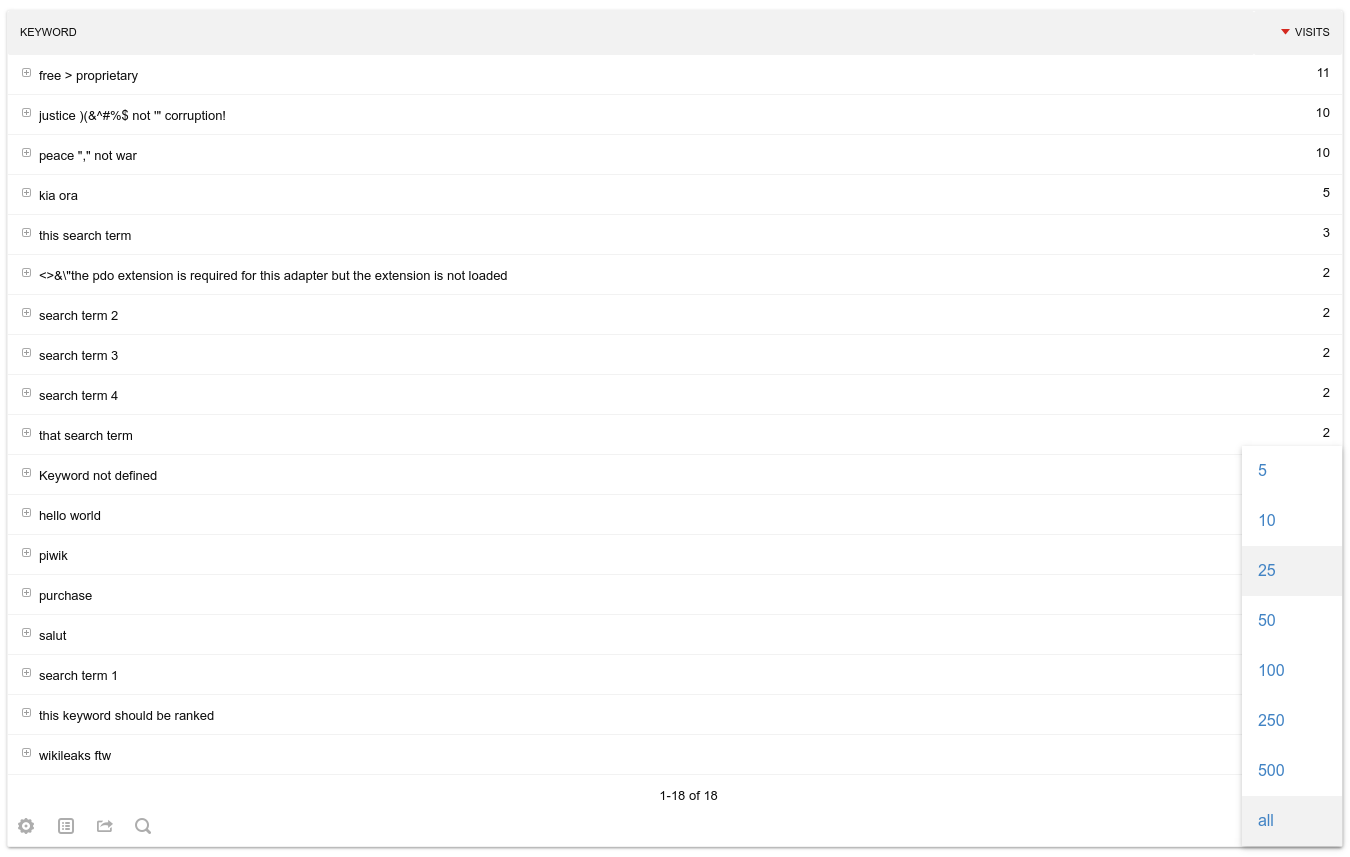 KEYWORD VISITS
free > proprietary 11
justice )(&^#%$ not '" corruption! 10
peace "," not war 10
kia ora 5
this search term 3
<>&\"the pdo extension is required for this adapter but the extension is not loaded 2
search term 2 2
search term 3 2
search term 4 2
that search term 2
Keyword not defined
5
hello world
10
piwik
25
purchase
50
salut
search term 1
100
this keyword should be ranked
250
wikileaks ftw
500
1-18 of 18
all